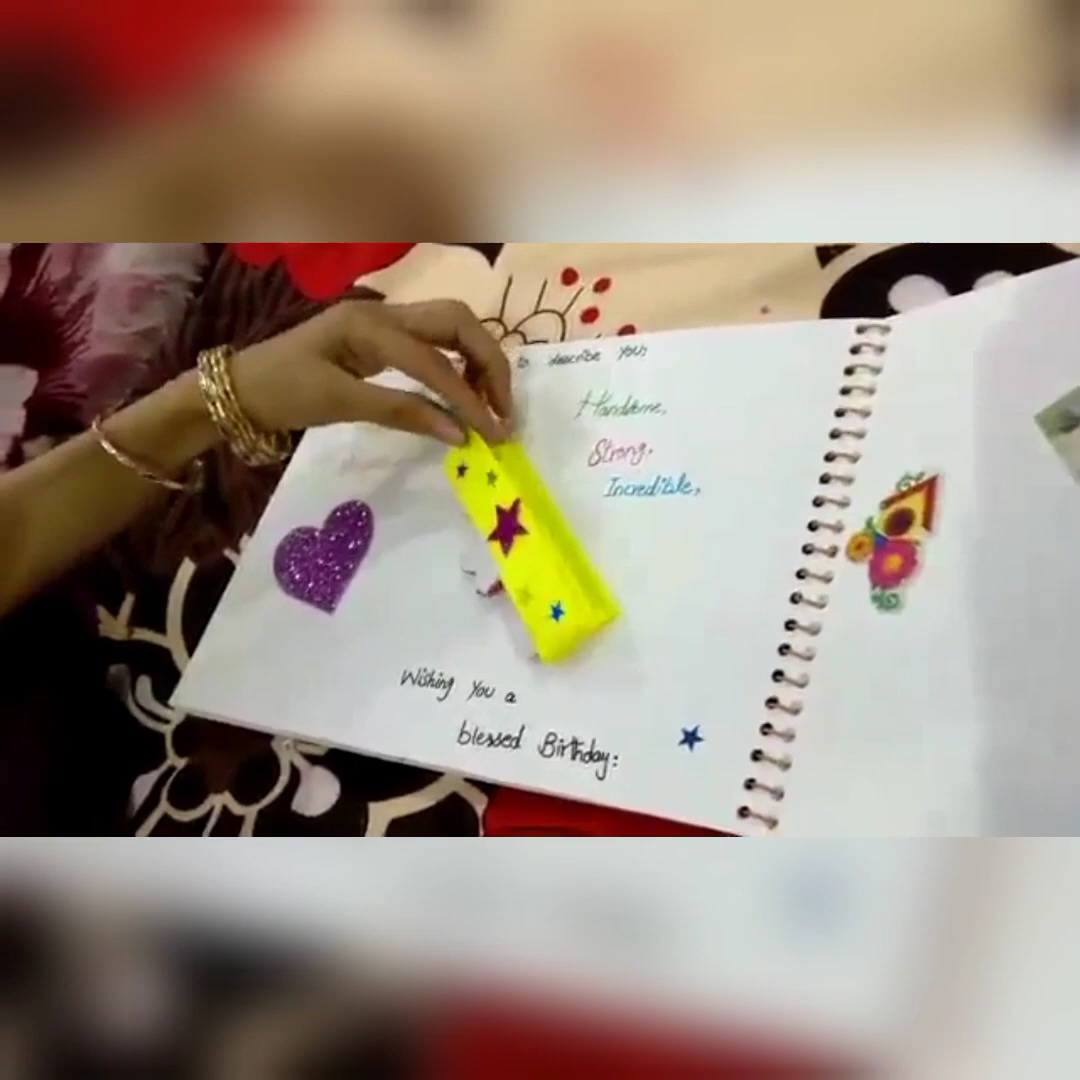 to describe you:
Handsome,
Strong,
Incredible,
Wishing You a
blessed Birthday: